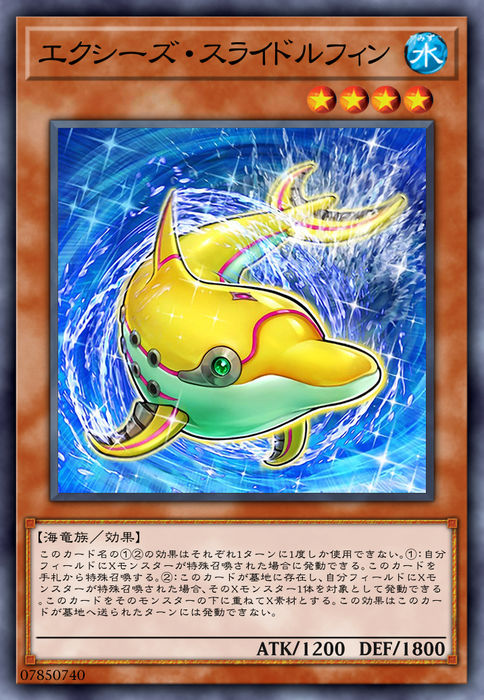 エクシーズ・スライドルフィン
みず
水
【海竜族／効果】
このカード名の①②の効果はそれぞれ1ターンに1度しか使用できない。①:自分
フィールドにXモンスターが特殊召喚された場合に発動できる。このカードを
手札から特殊召喚する。②:このカードが墓地に存在し、自分フィールドにXモ
ンスターが特殊召喚された場合、そのXモンスター1体を対象として発動できる
。このカードをそのモンスターの下に重ねてX素材とする。この効果はこのカー
ドが墓地へ送られたターンには発動できない。
ATK/1200 DEF/1800
07850740